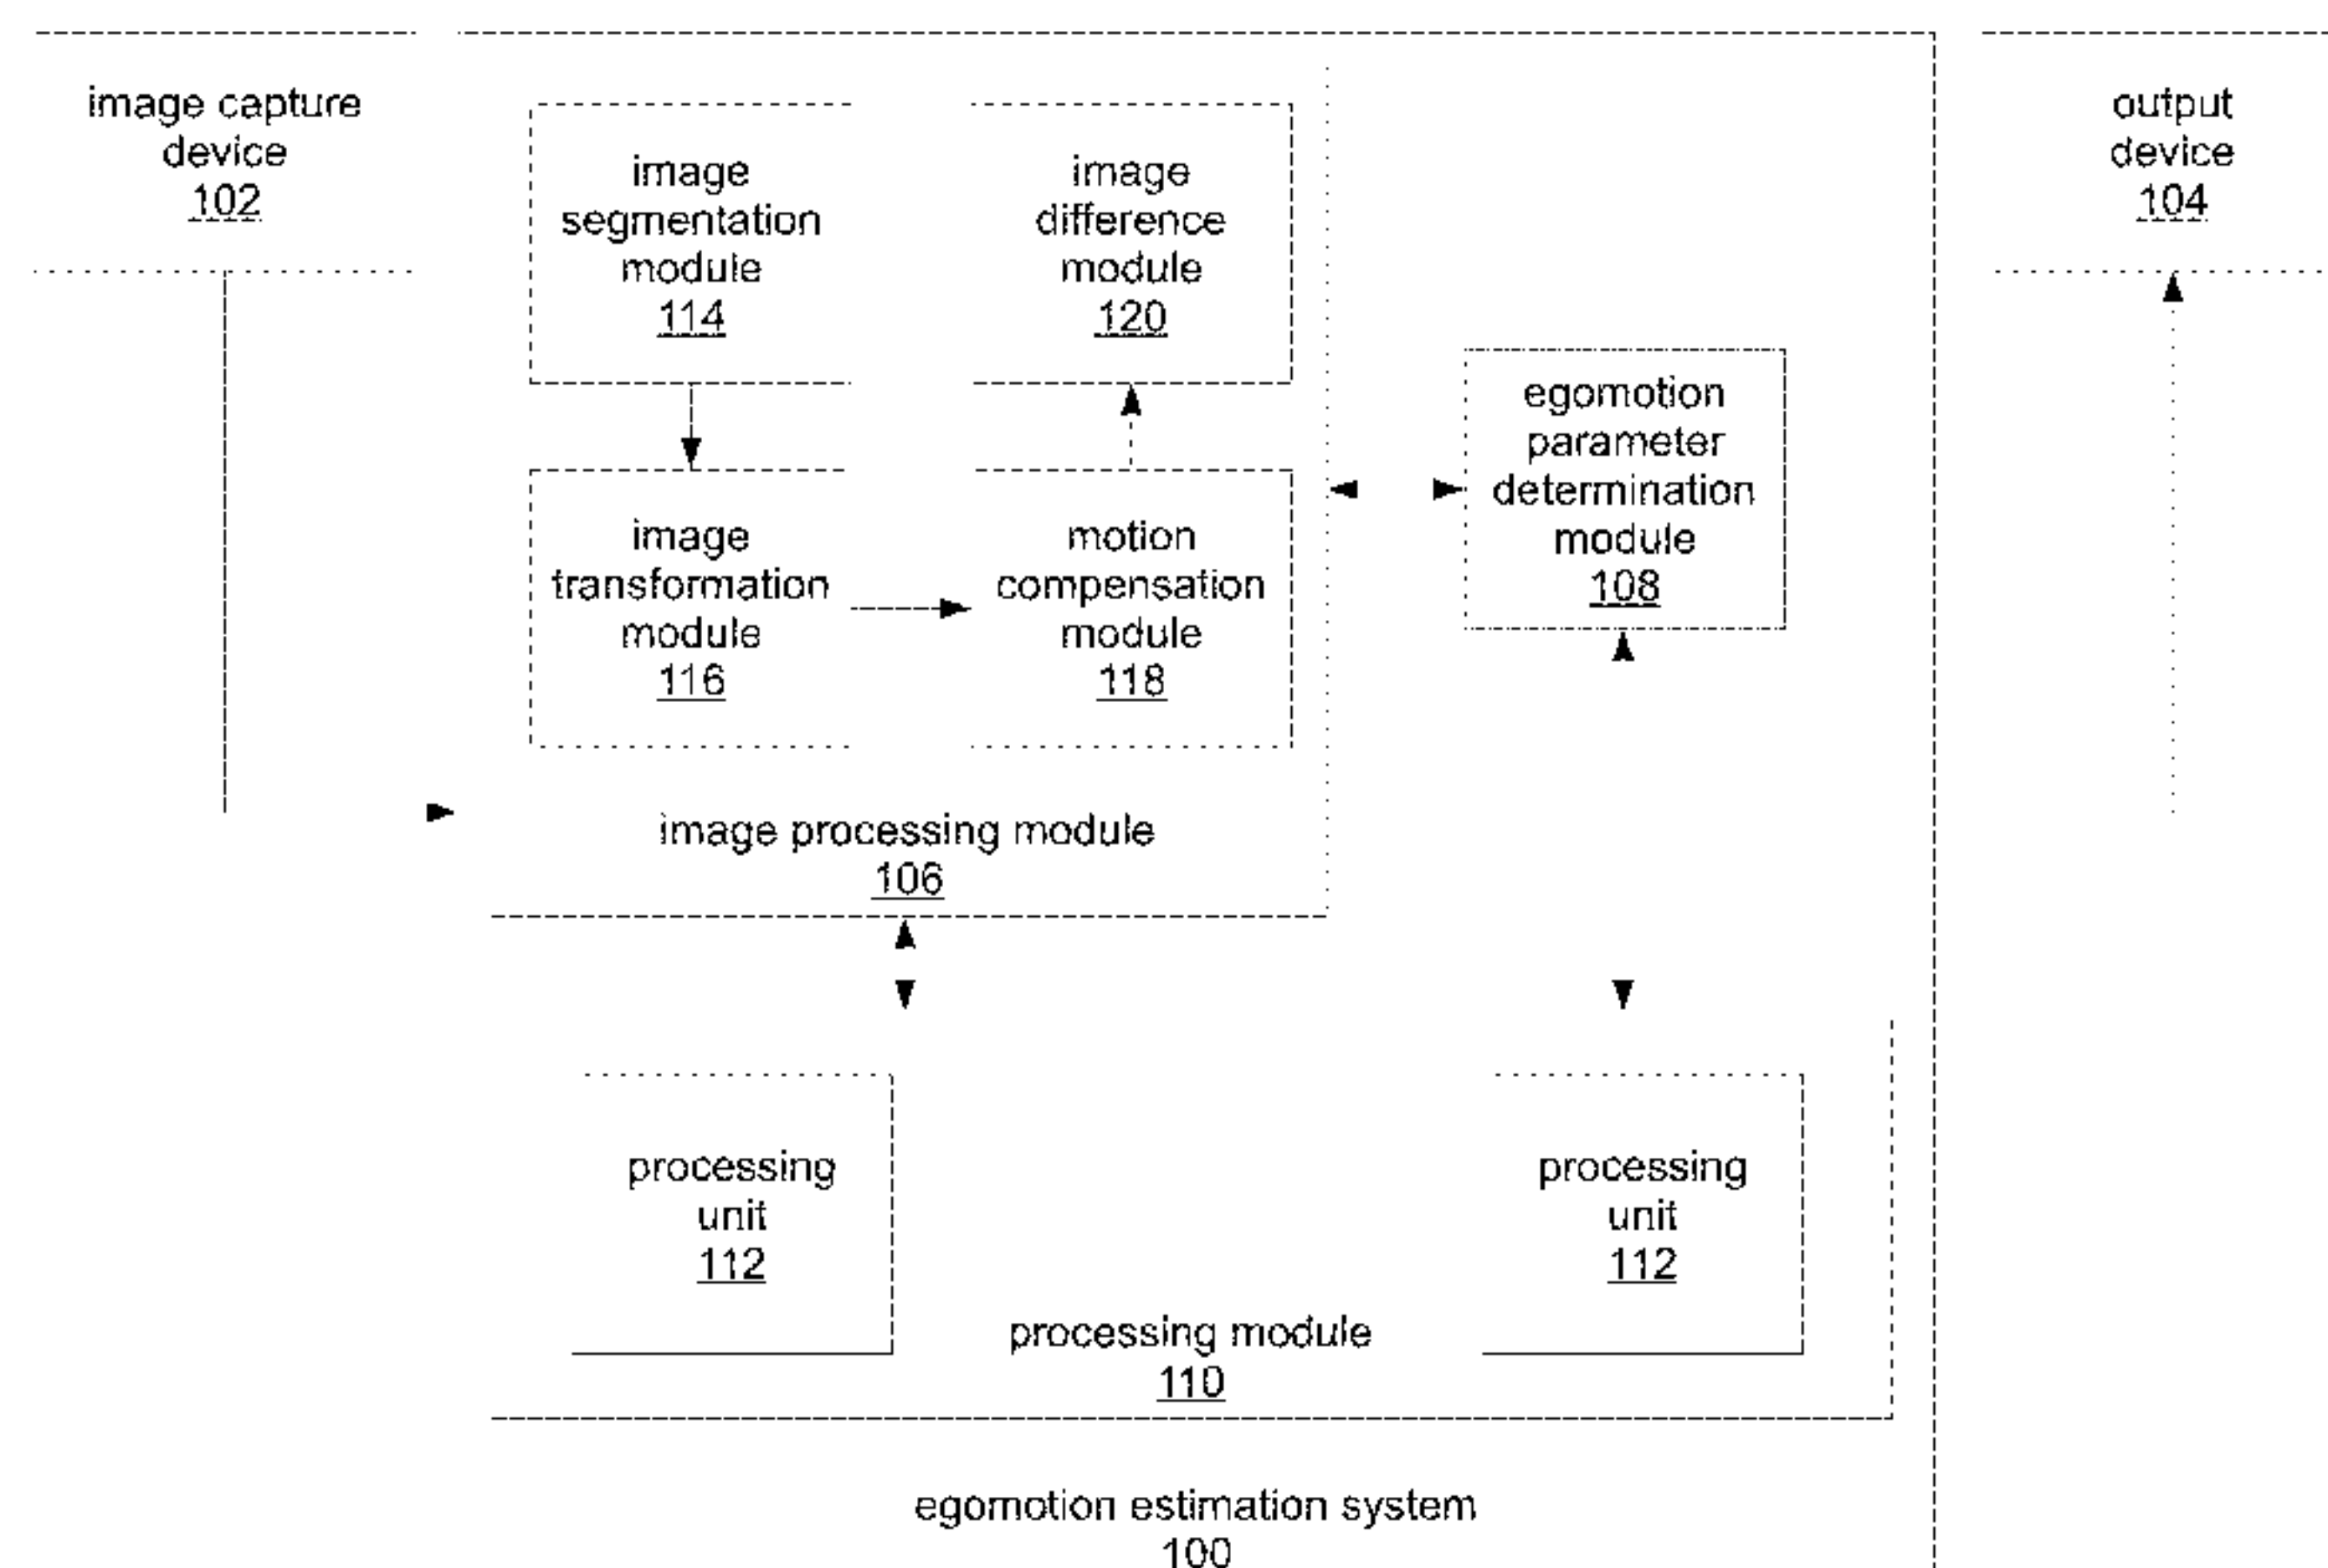 image capture
device
102
image
segmentation
module
114
image
difference
module
120
output
device
104
egomotion
parameter
determination
module
108
image
transformation
module
116
motion
compensation
module
118
image processing module
106
processing
unit
112
processing
unit
112
processing module
110
egomotion estimation system
100